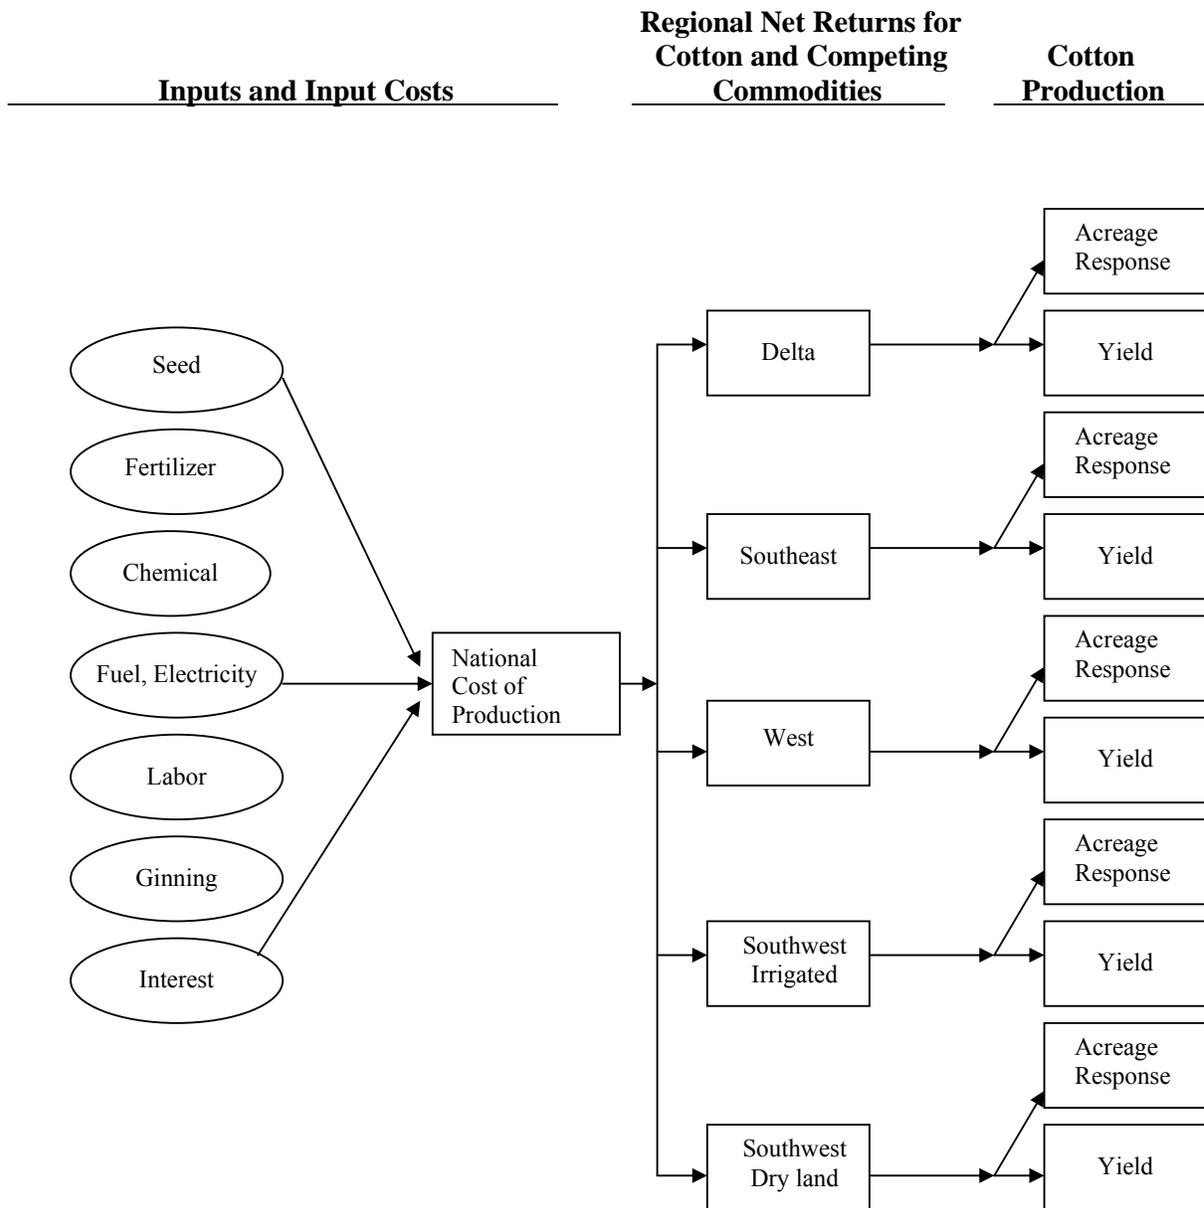 Inputs and Input Costs
Regional Net Returns for
Cotton and Competing
Commodities
Cotton
Production
Seed
Fertilizer
Chemical
Fuel, Electricity
Labor
Ginning
Interest
National
Cost of
Production
Delta
Southeast
West
Southwest
Irrigated
Southwest
Dry land
Acreage
Response
Yield
Acreage
Response
Yield
Acreage
Response
Yield
Acreage
Response
Yield
Acreage
Response
Yield